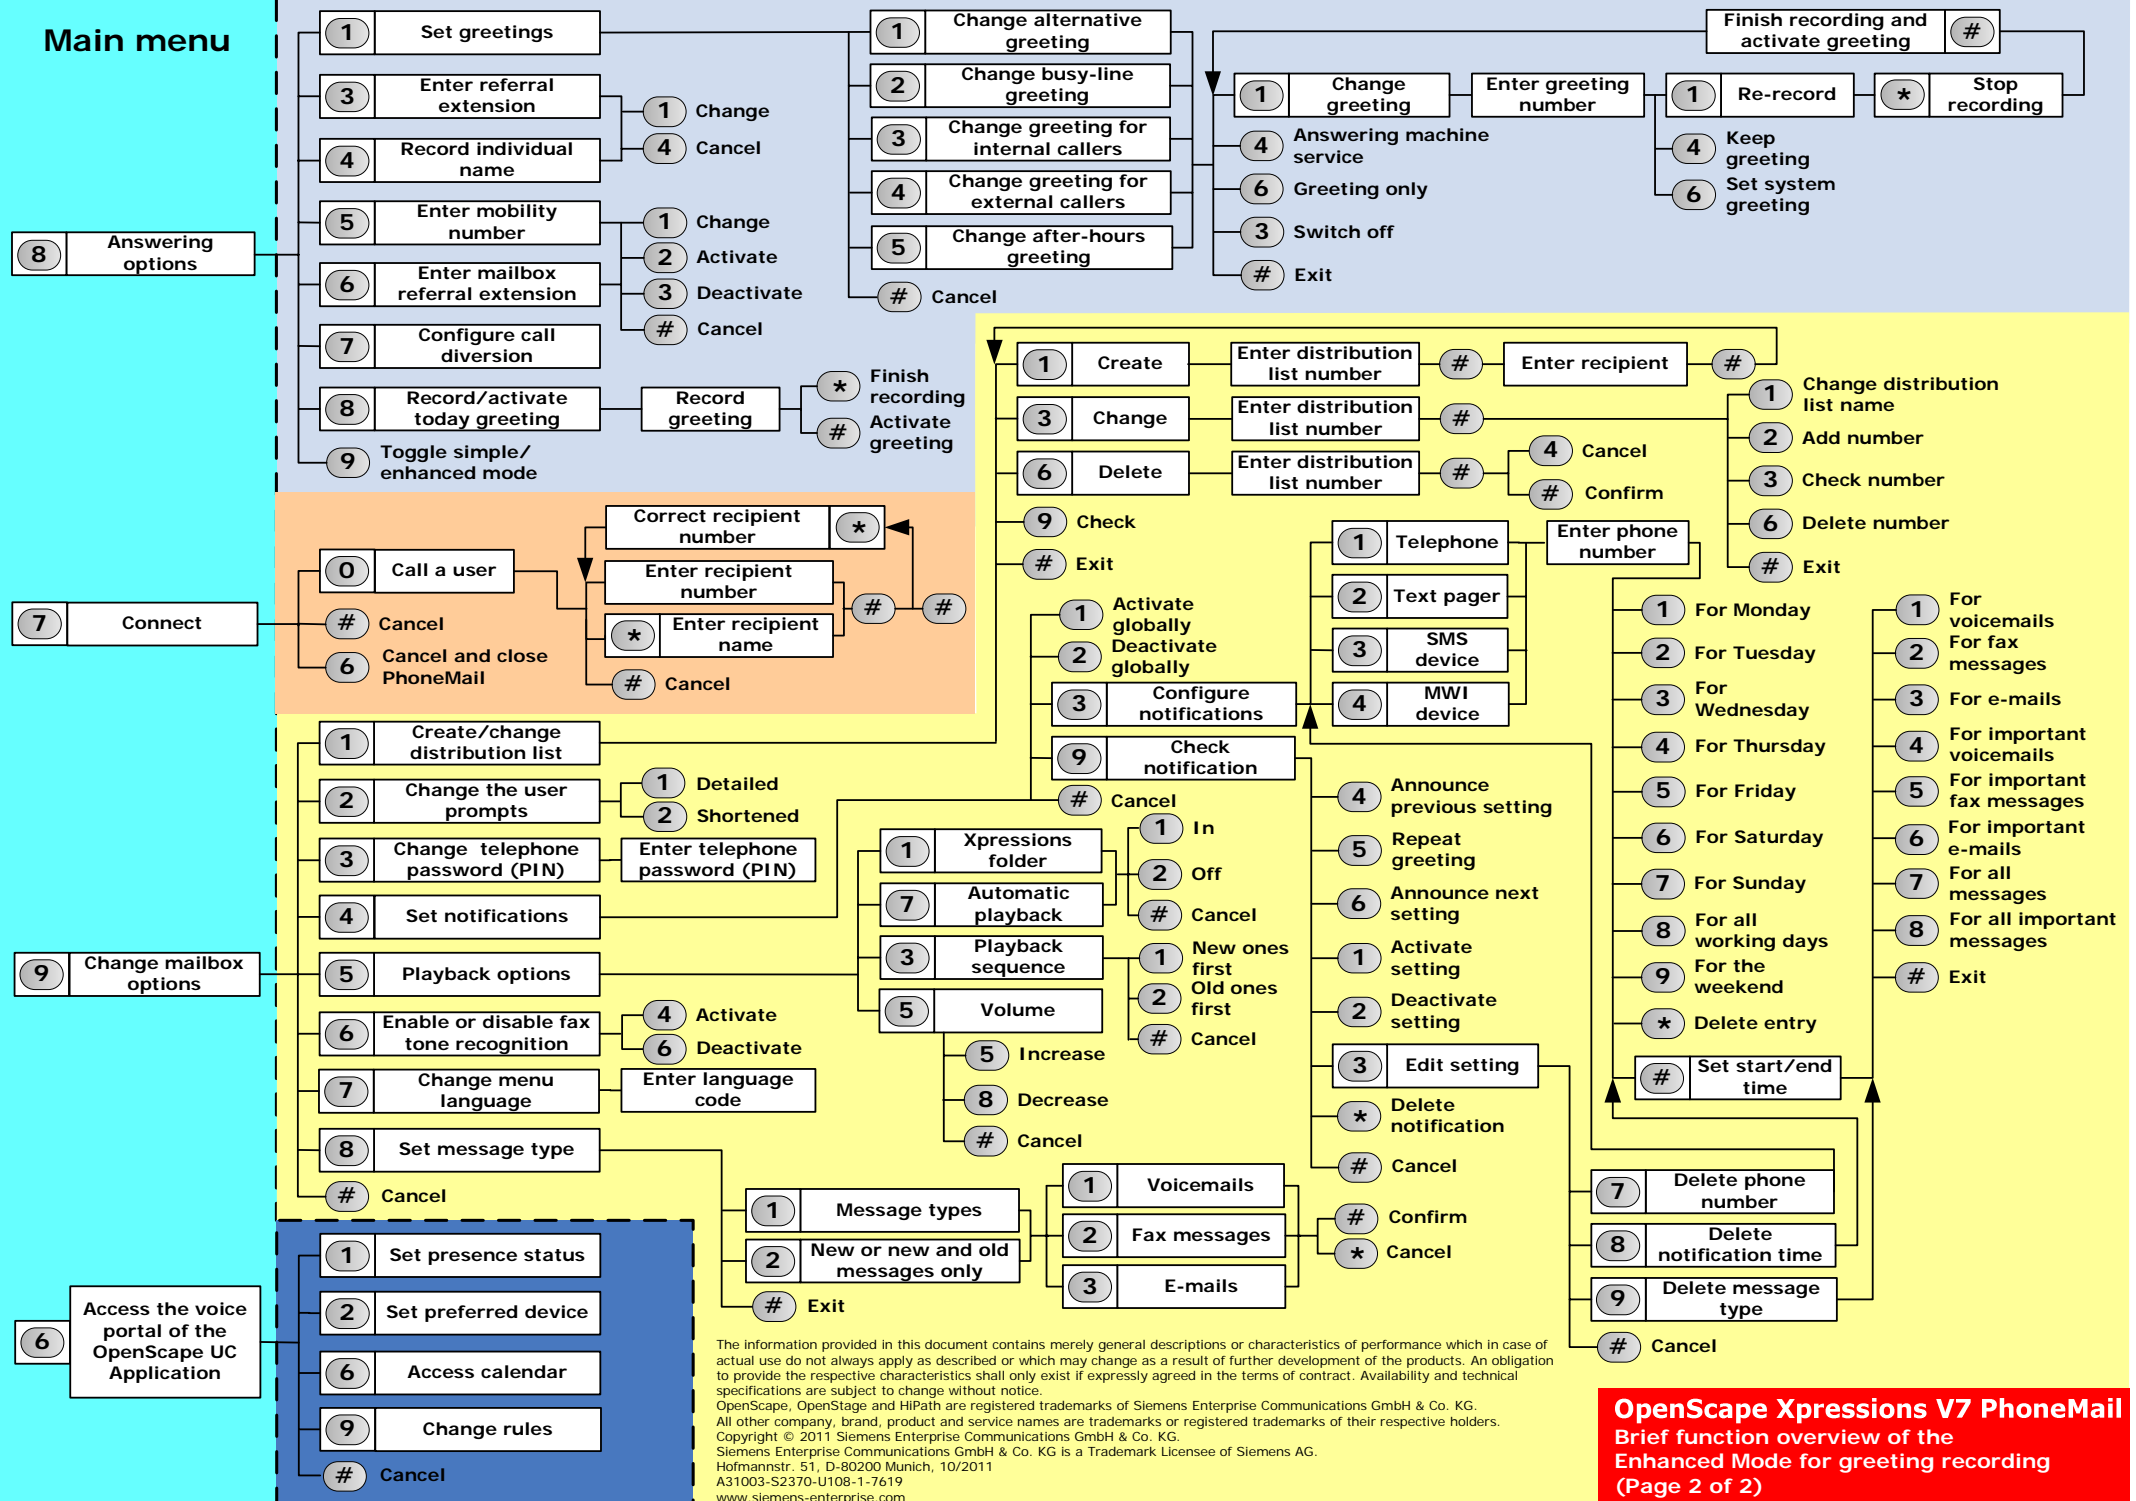 Main menu
8 Answering
options
1 Set greetings
3 Enter referral
extension
1 Change
4 Cancel
4 Record individual
name
5 Enter mobility
number
1 Change
2 Activate
3 Deactivate
# Cancel
6 Enter mailbox
referral extension
7 Configure call
diversion
8 Record/activate
today greeting
Record
greeting
* Finish
recording
# Activate
greeting
9 Toggle simple/
enhanced mode
1 Change alternative
greeting
2 Change busy-line
greeting
3 Change greeting for
internal callers
4 Change greeting for
external callers
5 Change after-hours
greeting
# Cancel
Finish recording and
activate greeting #
1 Change
greeting
Enter greeting
number
1 Re-record
* Stop
recording
4 Keep
greeting
6 Set system
greeting
4 Answering machine
service
6 Greeting only
3 Switch off
# Exit
7 Connect
0 Call a user
# Cancel
6 Cancel and close
PhoneMail
Correct recipient
number *
Enter recipient
number
* Enter recipient
name
# #
# Cancel
9 Change mailbox
options
1 Create/change
distribution list
2 Change the user
prompts
1 Detailed
2 Shortened
3 Change telephone
password (PIN)
Enter telephone
password (PIN)
4 Set notifications
5 Playback options
6 Enable or disable fax
tone recognition
4 Activate
6 Deactivate
7 Change menu
language
Enter language
code
8 Set message type
# Cancel
1 Create
Enter distribution
list number
#
Enter recipient
#
3 Change
Enter distribution
list number
#
1 Change distribution
list name
2 Add number
3 Check number
6 Delete number
# Exit
6 Delete
Enter distribution
list number
#
4 Cancel
# Confirm
9 Check
# Exit
1 Activate
globally
2 Deactivate
globally
3 Configure
notifications
9 Check
notification
# Cancel
1 Telephone
2 Text pager
3 SMS
device
4 MWI
device
Enter phone
number
1 For Monday
2 For Tuesday
3 For
Wednesday
4 For Thursday
5 For Friday
6 For Saturday
7 For Sunday
8 For all
working days
9 For the
weekend
* Delete entry
# Set start/end
time
1 For
voicemails
2 For fax
messages
3 For e-mails
4 For important
voicemails
5 For important
fax messages
6 For important
e-mails
7 For all
messages
8 For all important
messages
# Exit
4 Announce
previous setting
5 Repeat
greeting
6 Announce next
setting
1 Activate
setting
2 Deactivate
setting
3 Edit setting
* Delete
notification
# Cancel
7 Delete phone
number
8 Delete
notification time
9 Delete message
type
# Cancel
1 Xpressions
folder
7 Automatic
playback
1 In
2 Off
# Cancel
3 Playback
sequence
1 New ones
first
2 Old ones
first
# Cancel
5 Volume
5 Increase
8 Decrease
# Cancel
1 Message types
2 New or new and old
messages only
# Exit
1 Voicemails
2 Fax messages
3 E-mails
# Confirm
* Cancel
6 Access the voice
portal of the
OpenScape UC
Application
1 Set presence status
2 Set preferred device
6 Access calendar
9 Change rules
# Cancel
The information provided in this document contains merely general descriptions or characteristics of performance which in case of
actual use do not always apply as described or which may change as a result of further development of the products. An obligation
to provide the respective characteristics shall only exist if expressly agreed in the terms of contract. Availability and technical
specifications are subject to change without notice.
OpenScape, OpenStage and HiPath are registered trademarks of Siemens Enterprise Communications GmbH & Co. KG.
All other company, brand, product and service names are trademarks or registered trademarks of their respective holders.
Copyright © 2011 Siemens Enterprise Communications GmbH & Co. KG.
Siemens Enterprise Communications GmbH & Co. KG is a Trademark Licensee of Siemens AG.
Hofmannstr. 51, D-80200 Munich, 10/2011
A31003-S2370-U108-1-7619
www.siemens-enterprise.com
OpenScape Xpressions V7 PhoneMail
Brief function overview of the
Enhanced Mode for greeting recording
(Page 2 of 2)